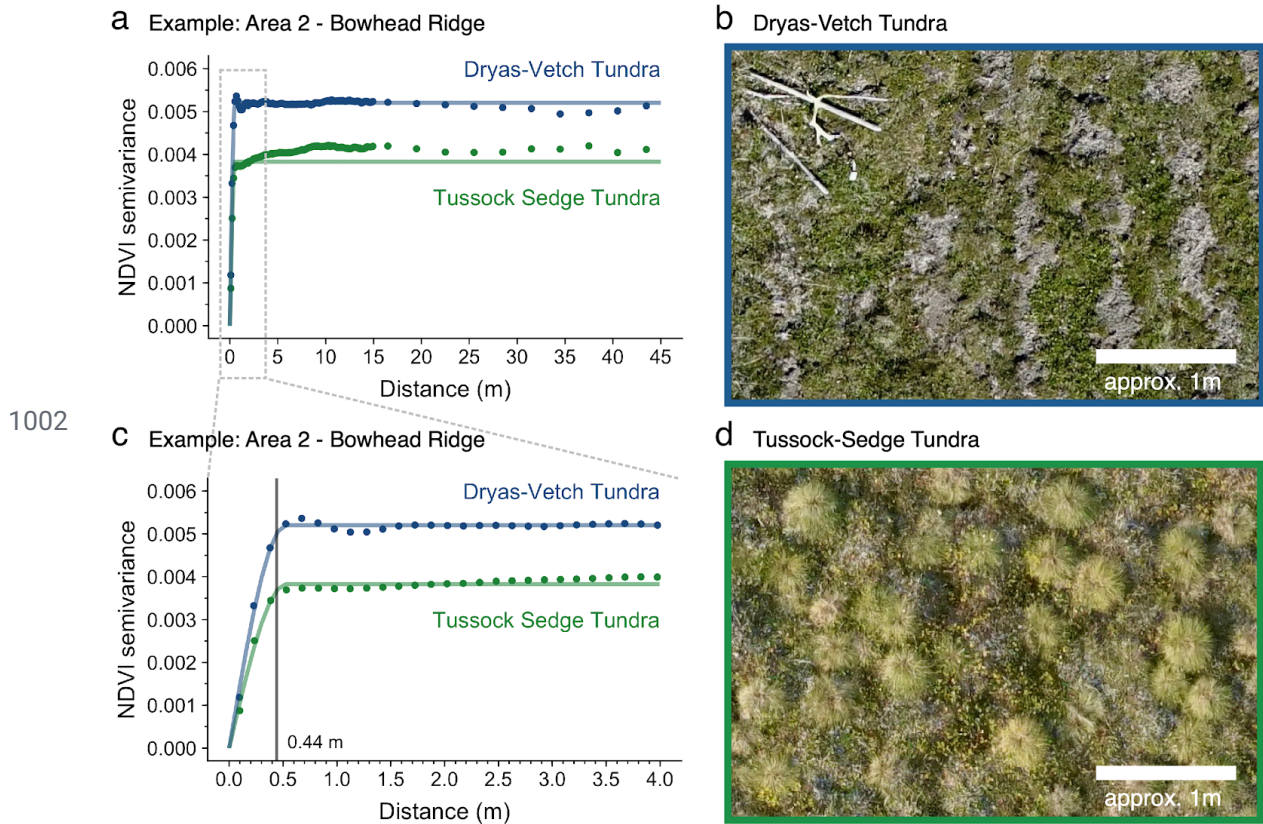 a Example: Area 2 - Bowhead Ridge
NDVI semivariance
0.006
0.005
0.004
0.003
0.002
0.001
0.000
Dryas-Vetch Tundra
Tussock Sedge Tundra
0 5 10 15 20 25 30 35 40 45
Distance (m)
b Dryas-Vetch Tundra
approx. 1m
1002
c Example: Area 2 - Bowhead Ridge
NDVI semivariance
0.006
0.005
0.004
0.003
0.002
0.001
0.000
Dryas-Vetch Tundra
Tussock Sedge Tundra
0.44 m
0.0 0.5 1.0 1.5 2.0 2.5 3.0 3.5 4.0
Distance (m)
d Tussock-Sedge Tundra
approx. 1m